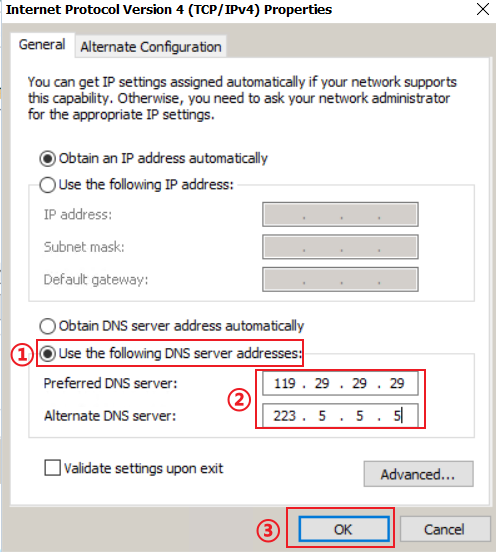 Internet Protocol Version 4 (TCP/IPv4) Properties
General Alternate Configuration
You can get IP settings assigned automatically if your network supports
this capability. Otherwise, you need to ask your network administrator
for the appropriate IP settings.
Obtain an IP address automatically
Use the following IP address:
IP address: . . .
Subnet mask: . . .
Default gateway: . . .
Obtain DNS server address automatically
① Use the following DNS server addresses:
Preferred DNS server: 119 . 29 . 29 . 29
②
Alternate DNS server: 223 . 5 . 5 . 5
Validate settings upon exit
Advanced...
③ OK Cancel